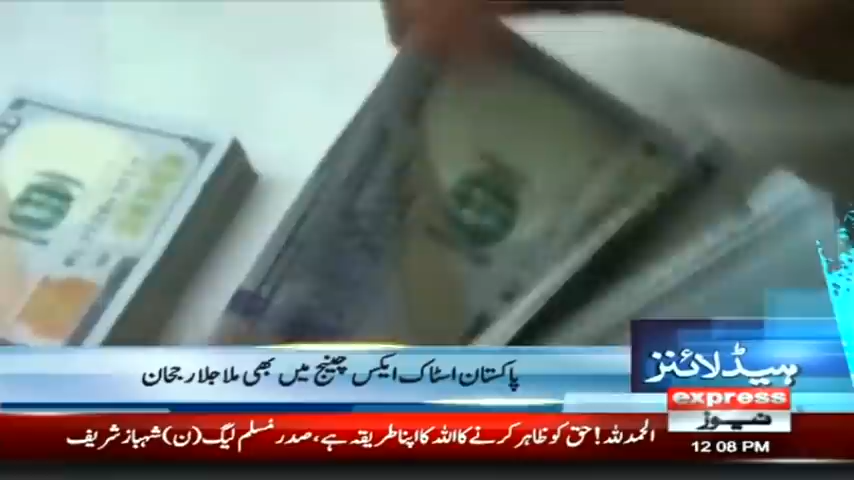 پاکستان اسٹاک ایکس چینج میں بھی ملا جلا رجحان
ہیڈلائنز
express
نیوز
الحمدللہ! حق کو ظاہر کرنے کا اللہ کا اپنا طریقہ ہے، صدر مسلم لیگ (ن) شہباز شریف
12:08 PM